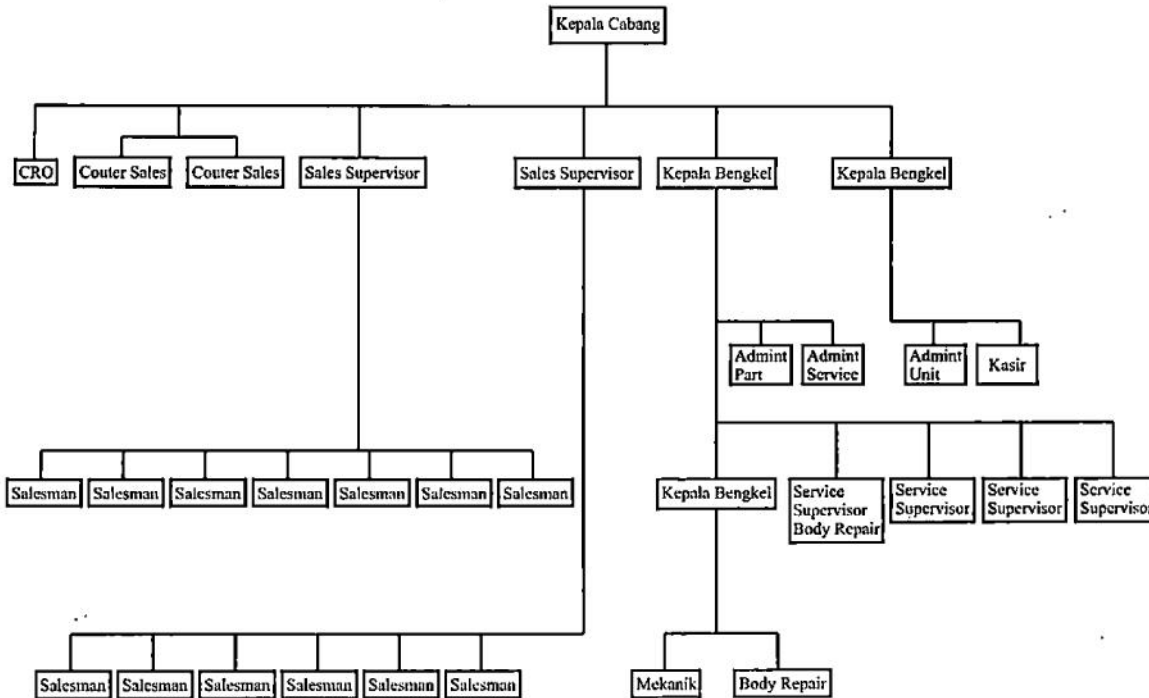 Kepala Cabang
CRO
Couter Sales
Couter Sales
Sales Supervisor
Sales Supervisor
Kepala Bengkel
Kepala Bengkel
Admint
Part
Admint
Service
Admint
Unit
Kasir
Salesman
Salesman
Salesman
Salesman
Salesman
Salesman
Salesman
Kepala Bengkel
Service
Supervisor
Body Repair
Service
Supervisor
Service
Supervisor
Service
Supervisor
Salesman
Salesman
Salesman
Salesman
Salesman
Salesman
Mekanik
Body Repair